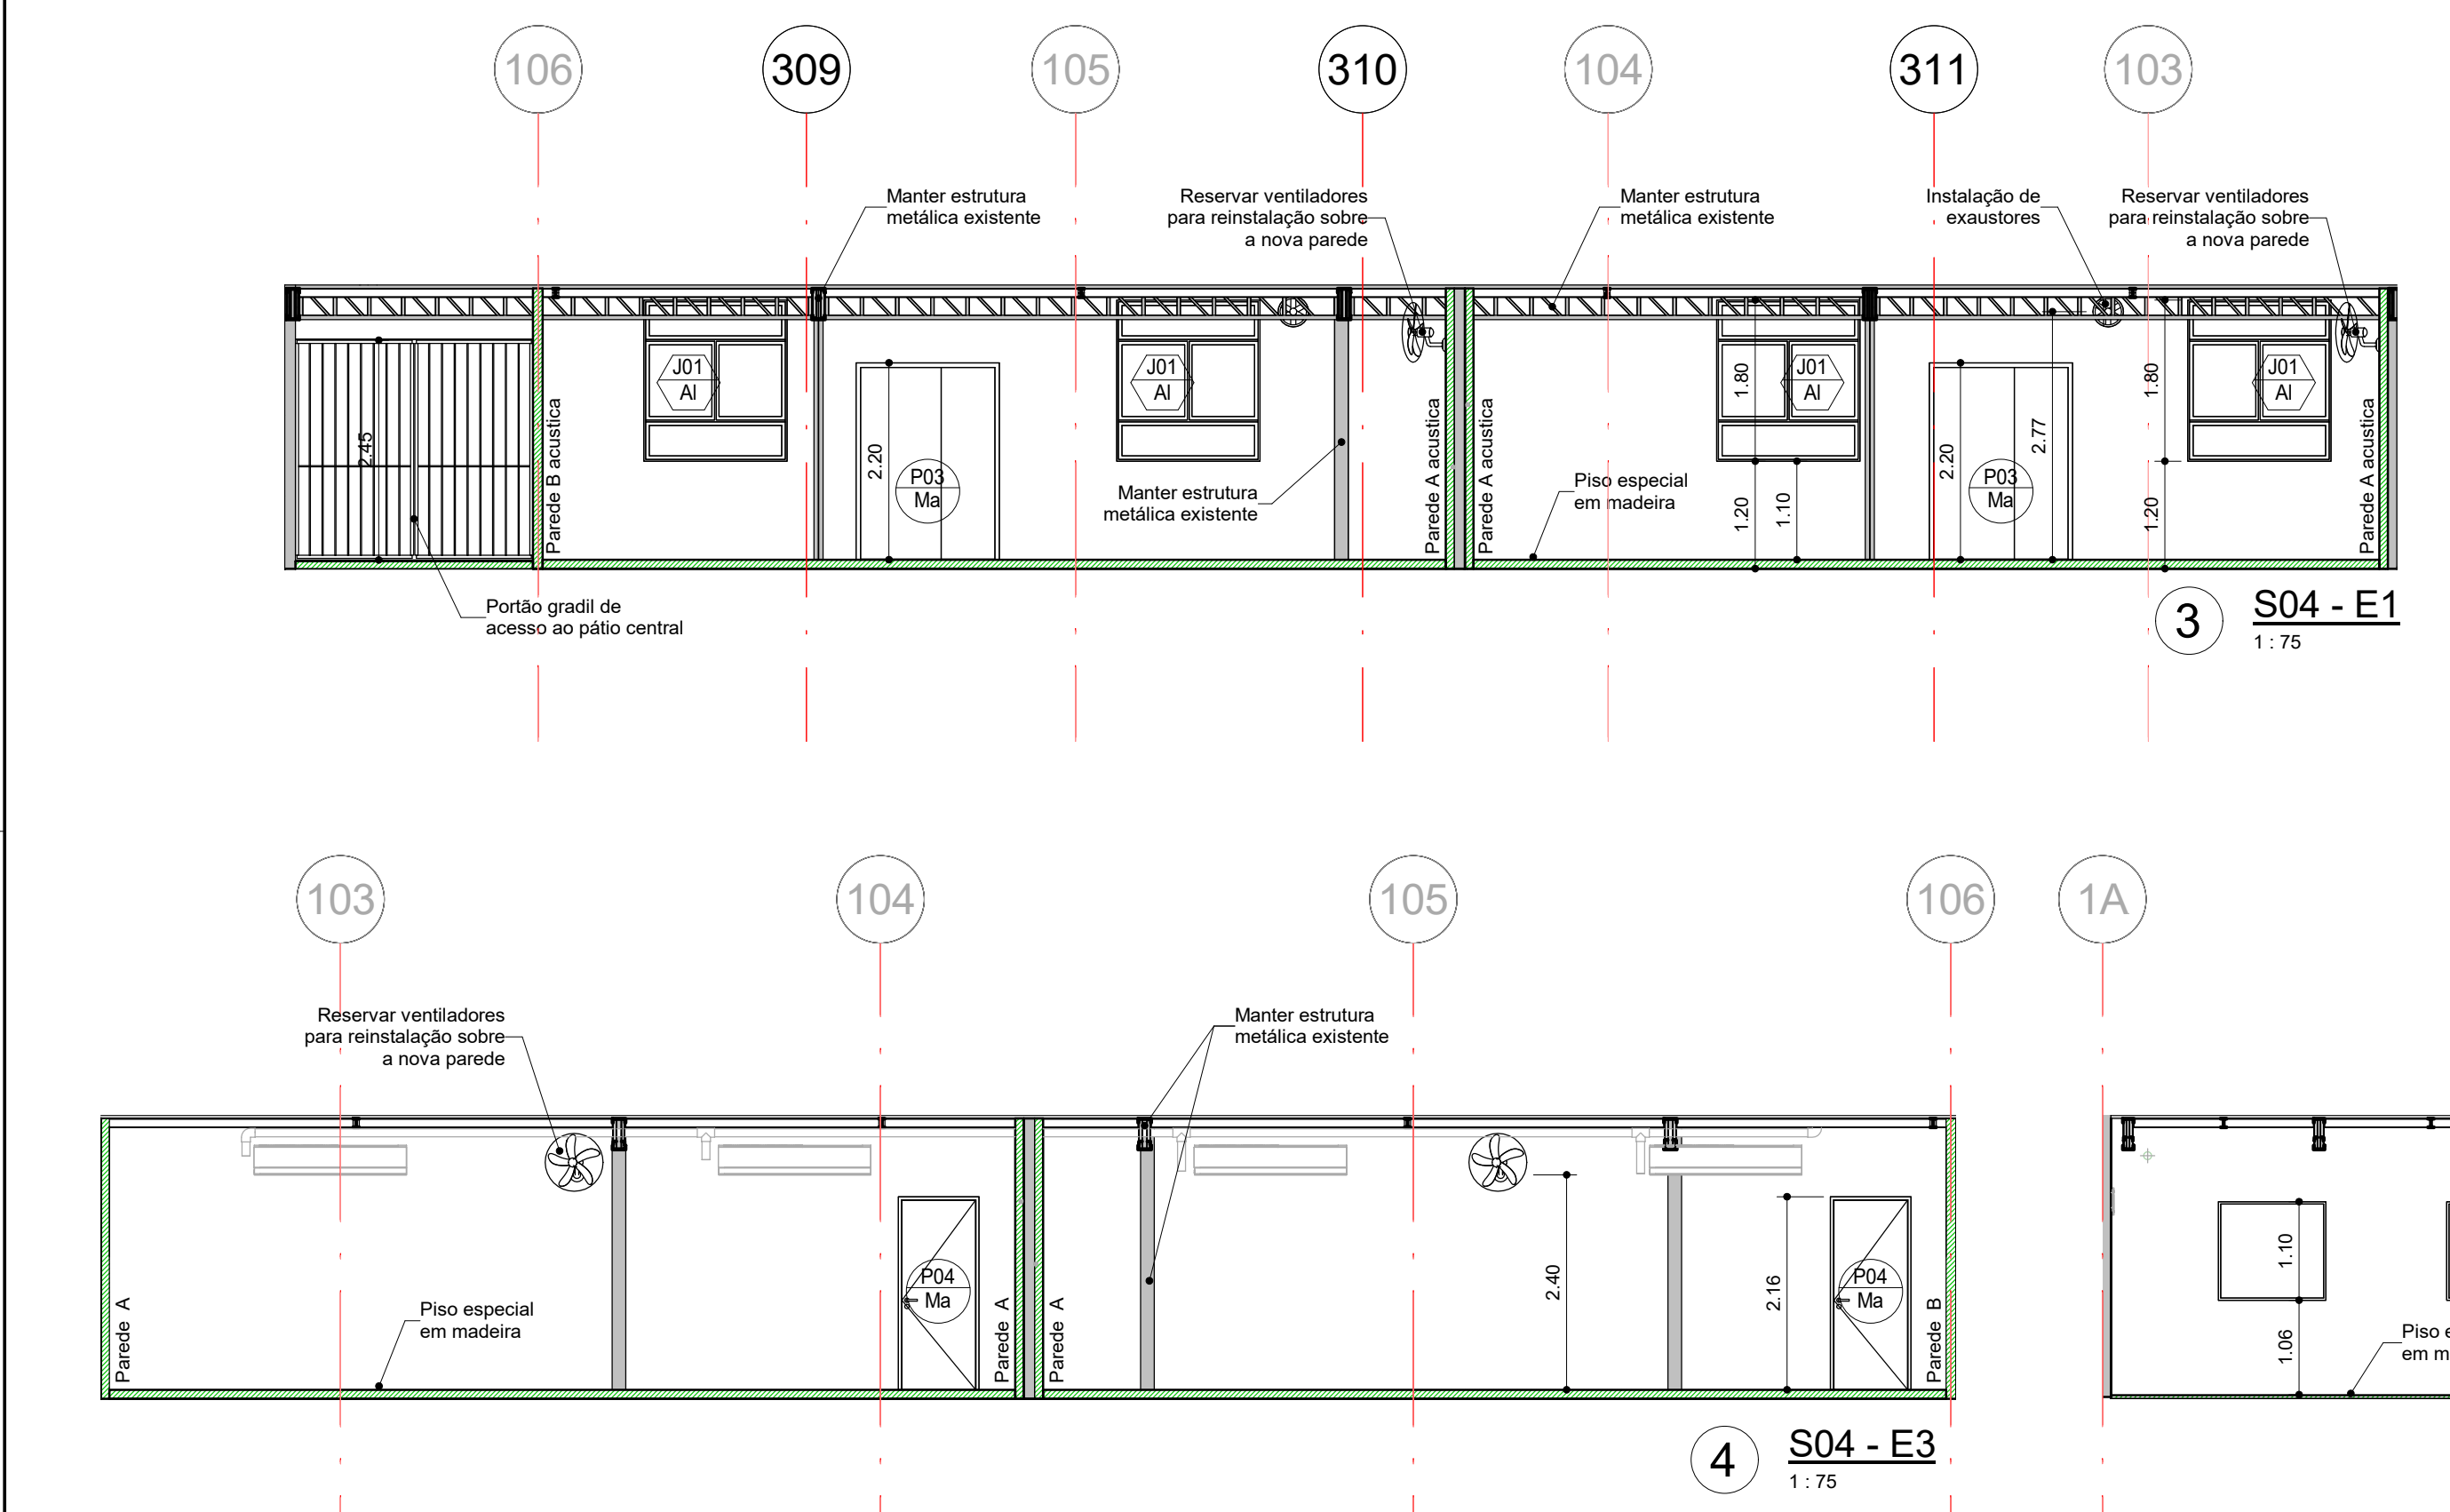 106
309
105
310
104
311
103
Manter estrutura
metálica existente
Reservar ventiladores
para reinstalação sobre
a nova parede
Manter estrutura
metálica existente
Instalação de
exaustores
Reservar ventiladores
para reinstalação sobre
a nova parede
2.45
Parede B acustica
J01
Al
2.20
P03
Ma
J01
Al
Manter estrutura
metálica existente
Parede A acustica
Parede A acustica
Piso especial
em madeira
1.80
J01
Al
1.20
1.10
2.20
P03
Ma
2.77
1.80
1.20
J01
Al
Parede A acustica
Portão gradil de
acesso ao pátio central
3
S04 - E1
1 : 75
103
104
105
106
1A
Reservar ventiladores
para reinstalação sobre
a nova parede
Manter estrutura
metálica existente
Parede A
Piso especial
em madeira
P04
Ma
Parede A
Parede A
2.40
2.16
P04
Ma
Parede B
1.10
1.06
Piso e
em m
4
S04 - E3
1 : 75